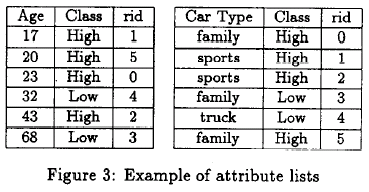 Age Class rid
17 High 1
20 High 5
23 High 0
32 Low 4
43 High 2
68 Low 3
Car Type Class rid
family High 0
sports High 1
sports High 2
family Low 3
truck Low 4
family High 5
Figure 3: Example of attribute lists